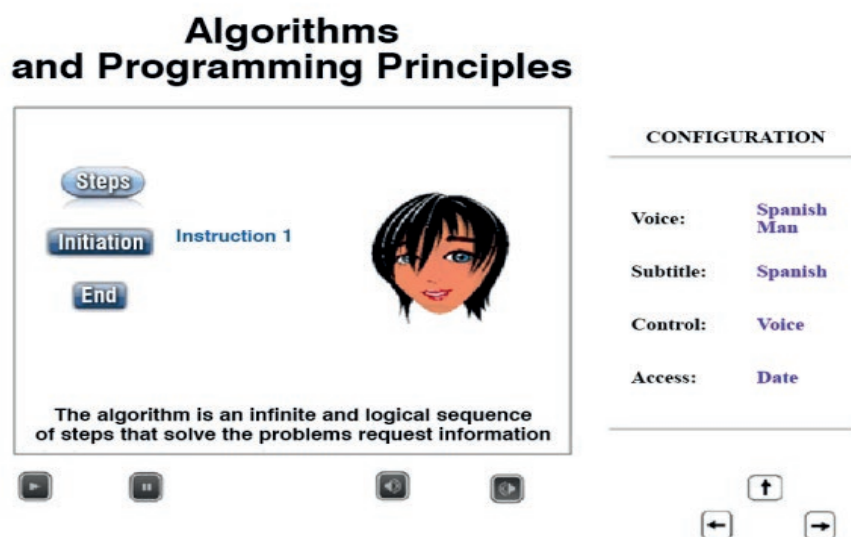 Algorithms
and Programming Principles
Steps
Initiation
Instruction 1
End
The algorithm is an infinite and logical sequence
of steps that solve the problems request information
CONFIGURATION
Voice: Spanish
Man
Subtitle: Spanish
Control: Voice
Access: Date